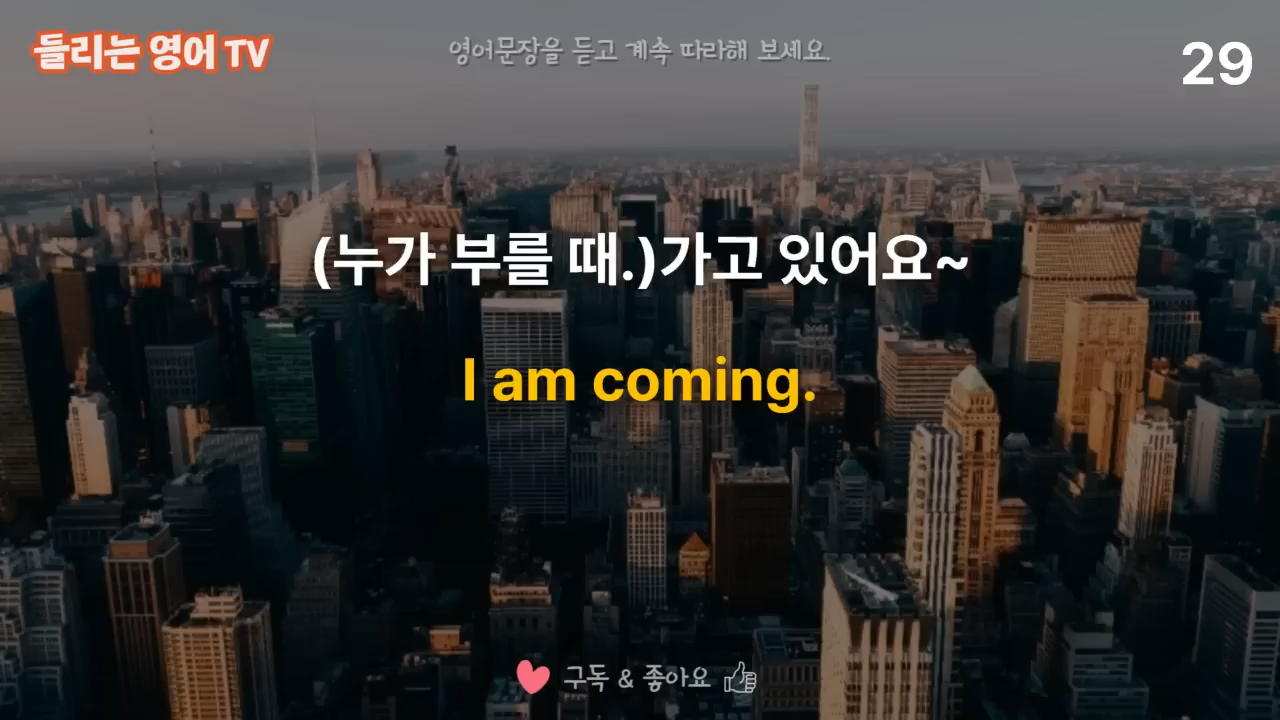 들리는 영어 TV
영어문장을 듣고 계속 따라해 보세요.
29
(누가 부를 때.)가고 있어요~
I am coming.
구독 & 좋아요